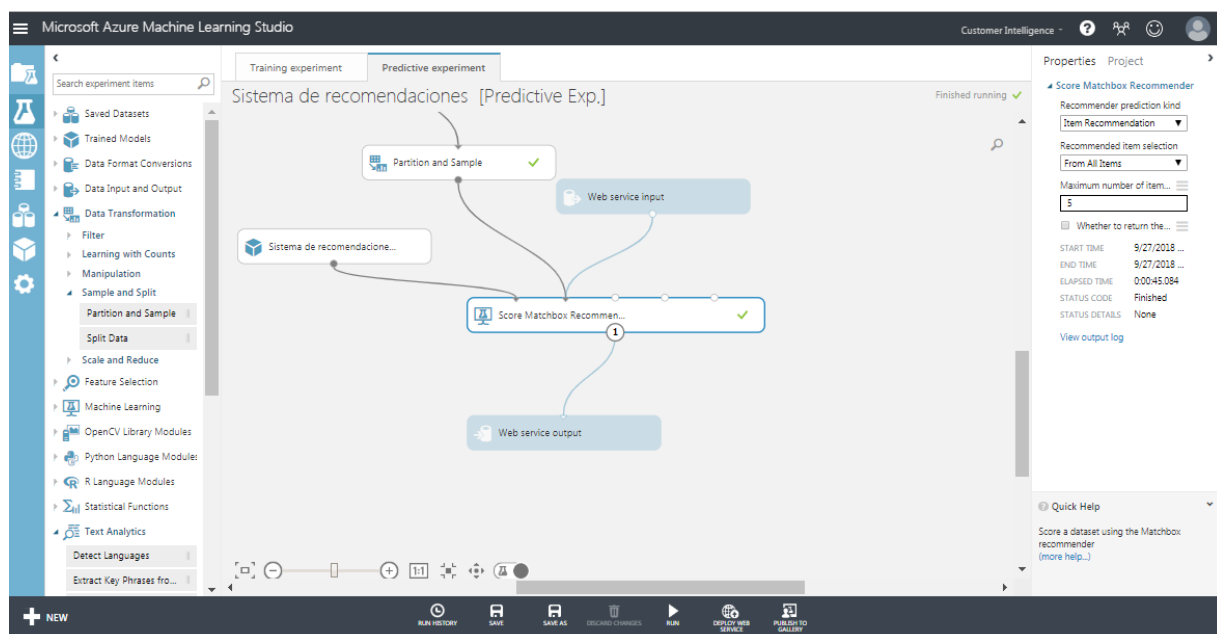 Microsoft Azure Machine Learning Studio
Customer Intelligence
?
Search experiment items
Saved Datasets
Trained Models
Data Format Conversions
Data Input and Output
Data Transformation
Filter
Learning with Counts
Manipulation
Sample and Split
Partition and Sample
Split Data
Scale and Reduce
Feature Selection
Machine Learning
OpenCV Library Modules
Python Language Modules
R Language Modules
Statistical Functions
Text Analytics
Detect Languages
Extract Key Phrases fro...
Training experiment
Predictive experiment
Sistema de recomendaciones [Predictive Exp.]
Finished running
Partition and Sample
Web service input
Sistema de recomendacione...
Score Matchbox Recommen...
1
Web service output
1:1
Properties Project
Score Matchbox Recommender
Recommender prediction kind
Item Recommendation
Recommended item selection
From All Items
Maximum number of item...
5
Whether to return the...
START TIME 9/27/2018 ...
END TIME 9/27/2018 ...
ELAPSED TIME 0:00:45.084
STATUS CODE Finished
STATUS DETAILS None
View output log
Quick Help
Score a dataset using the Matchbox
recommender
(more help...)
NEW
RUN HISTORY
SAVE
SAVE AS
DISCARD CHANGES
RUN
DEPLOY WEB
SERVICE
PUBLISH TO
GALLERY